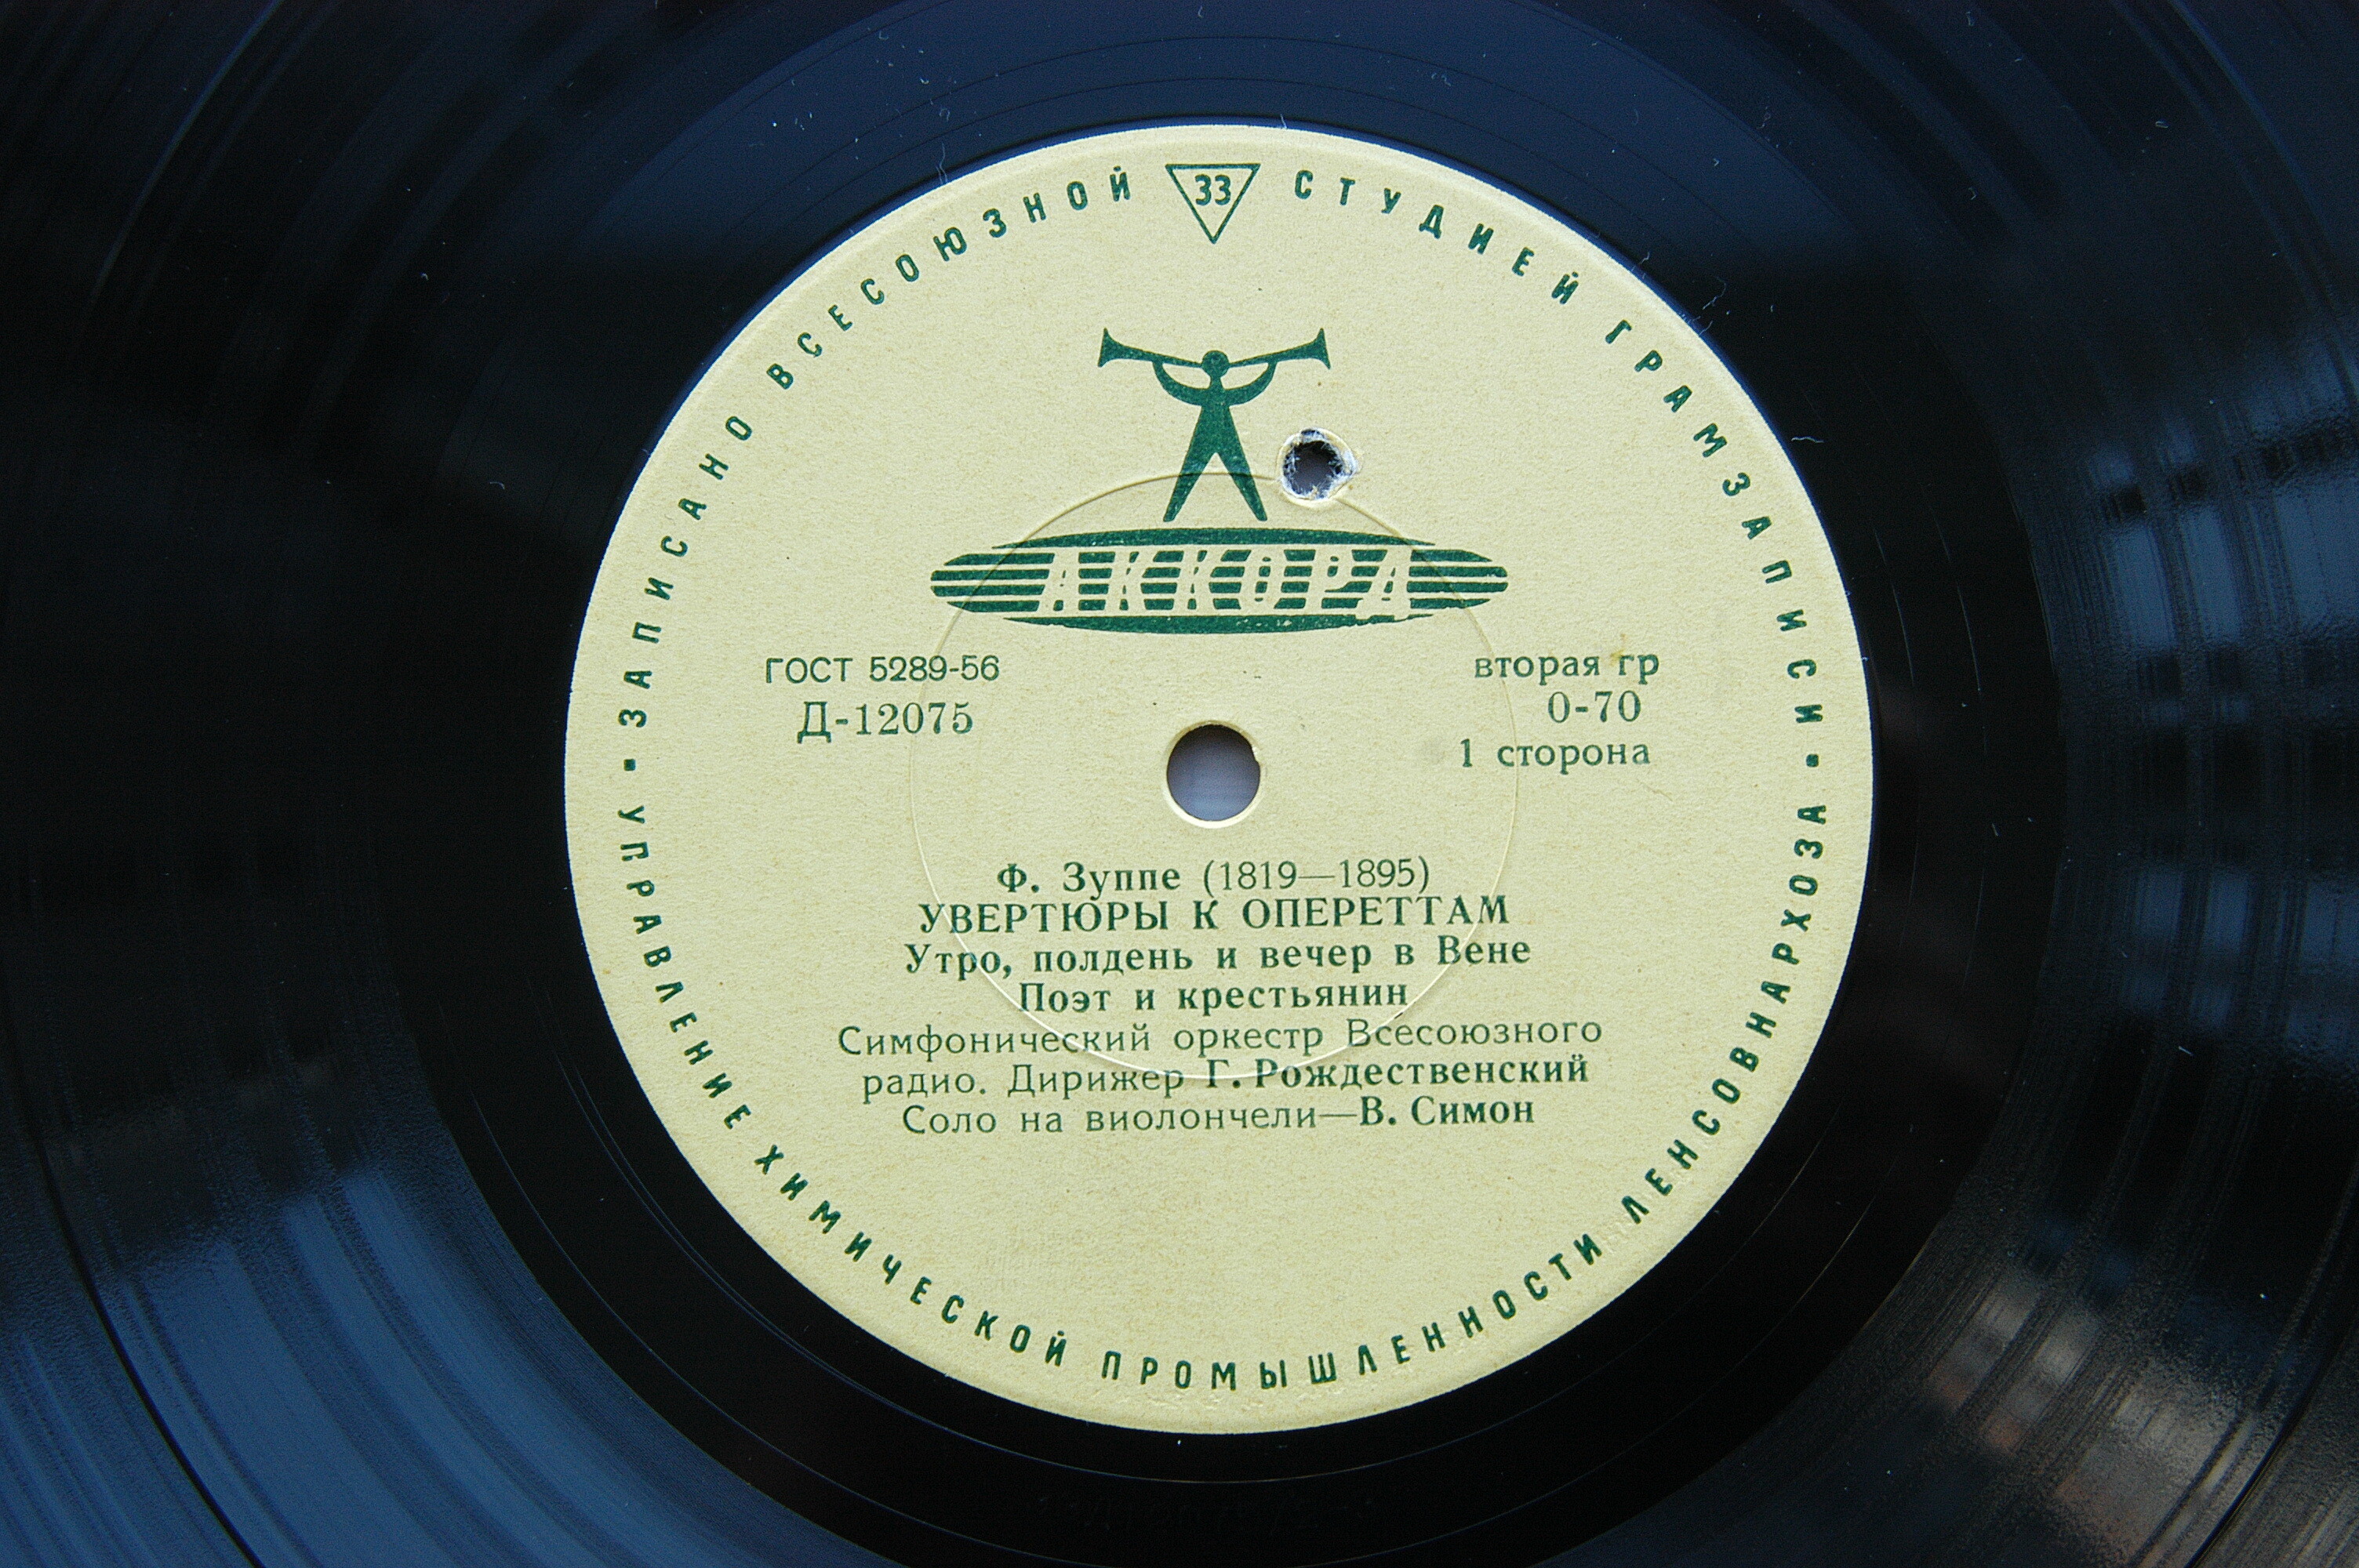 ЗАПИСАНО ВСЕСОЮЗНОЙ СТУДИЕЙ ГРАМЗАПИСИ
33
АККОРД
ГОСТ 5289-56
Д-12075
вторая гр
0-70
1 сторона
Ф. Зуппе (1819—1895)
УВЕРТЮРЫ К ОПЕРЕТТАМ
Утро, полдень и вечер в Вене
Поэт и крестьянин
Симфонический оркестр Всесоюзного
радио. Дирижер Г. Рождественский
Соло на виолончели—В. Симон
УПРАВЛЕНИЕ ХИМИЧЕСКОЙ ПРОМЫШЛЕННОСТИ ЛЕНСОВНАРХОЗА